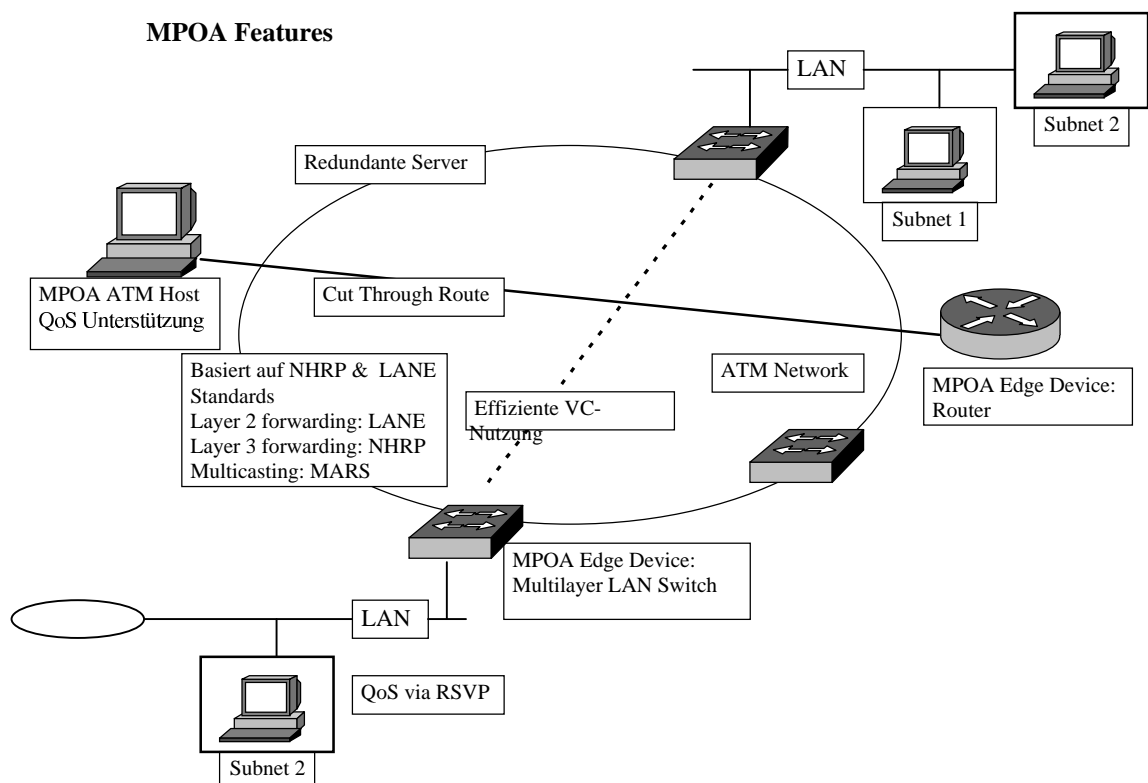 MPOA Features
LAN
Subnet 2
Redundante Server
Subnet 1
MPOA ATM Host
QoS Unterstützung
Cut Through Route
Basiert auf NHRP & LANE
Standards
Layer 2 forwarding: LANE
Layer 3 forwarding: NHRP
Multicasting: MARS
Effiziente VC-
Nutzung
ATM Network
MPOA Edge Device:
Router
MPOA Edge Device:
Multilayer LAN Switch
LAN
QoS via RSVP
Subnet 2